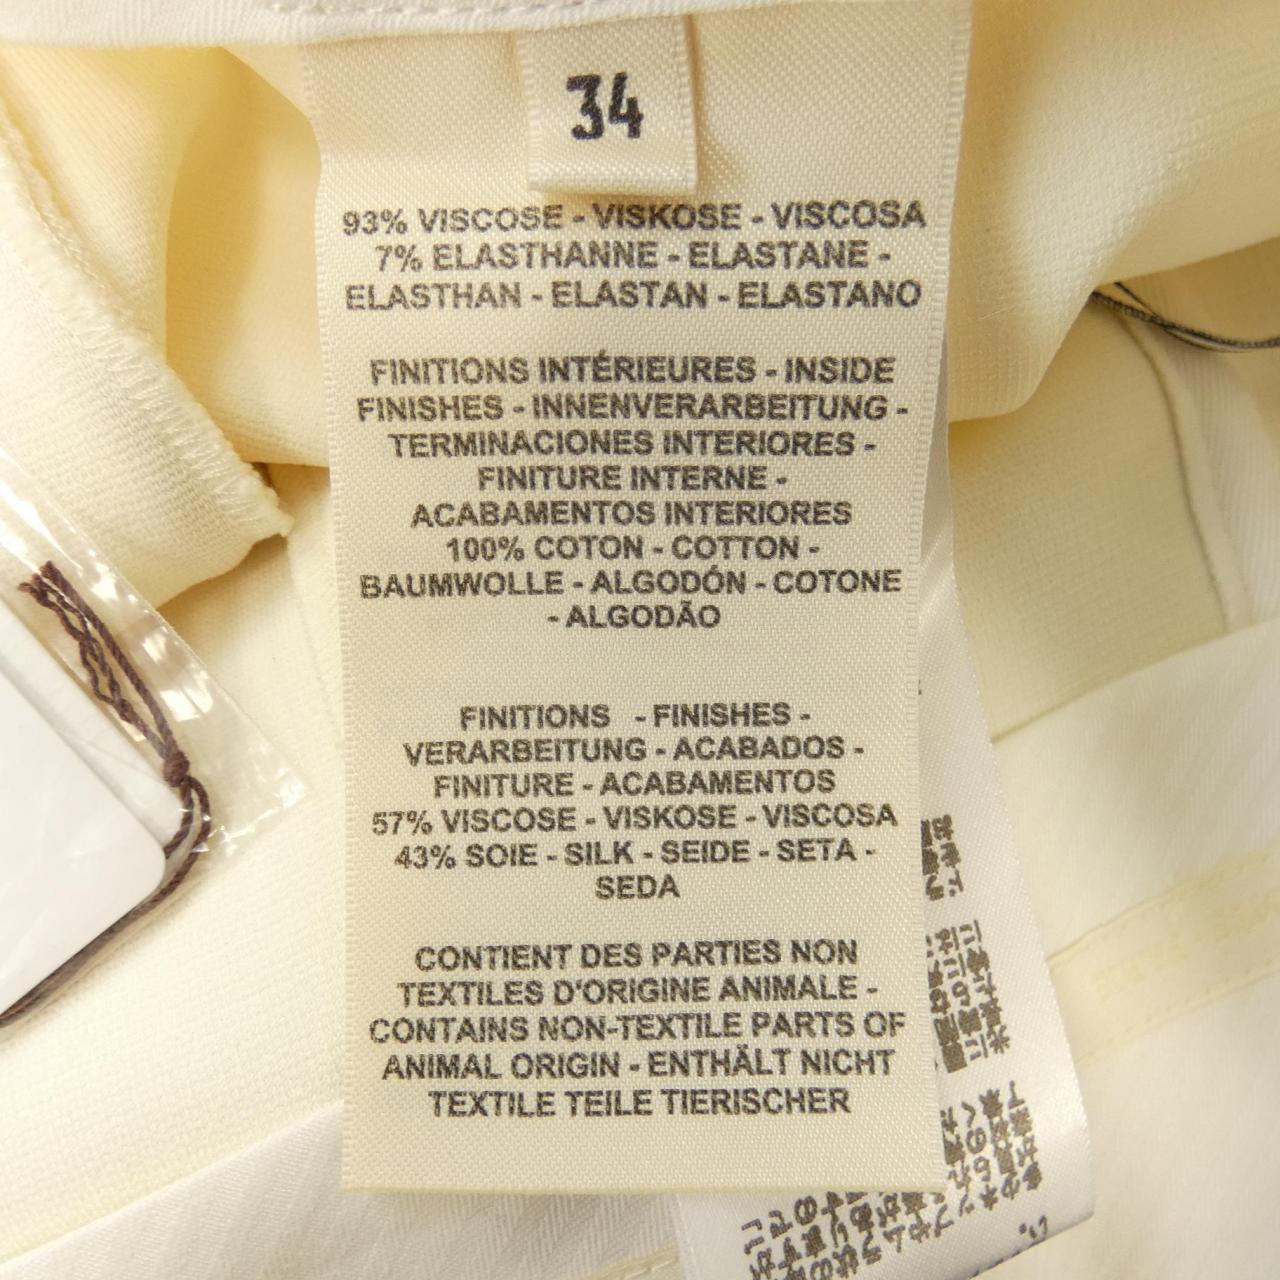 34
93% VISCOSE - VISKOSE - VISCOSA
7% ELASTHANNE - ELASTANE -
ELASTHAN - ELASTAN - ELASTANO
FINITIONS INTÉRIEURES - INSIDE
FINISHES - INNENVERARBEITUNG -
TERMINACIONES INTERIORES -
FINITURE INTERNE -
ACABAMENTOS INTERIORES
100% COTON - COTTON -
BAUMWOLLE - ALGODÓN - COTONE
- ALGODÃO
FINITIONS - FINISHES -
VERARBEITUNG - ACABADOS -
FINITURE - ACABAMENTOS
57% VISCOSE - VISKOSE - VISCOSA
43% SOIE - SILK - SEIDE - SETA -
SEDA
CONTIENT DES PARTIES NON
TEXTILES D'ORIGINE ANIMALE -
CONTAINS NON-TEXTILE PARTS OF
ANIMAL ORIGIN - ENTHÄLT NICHT
TEXTILE TEILE TIERISCHER